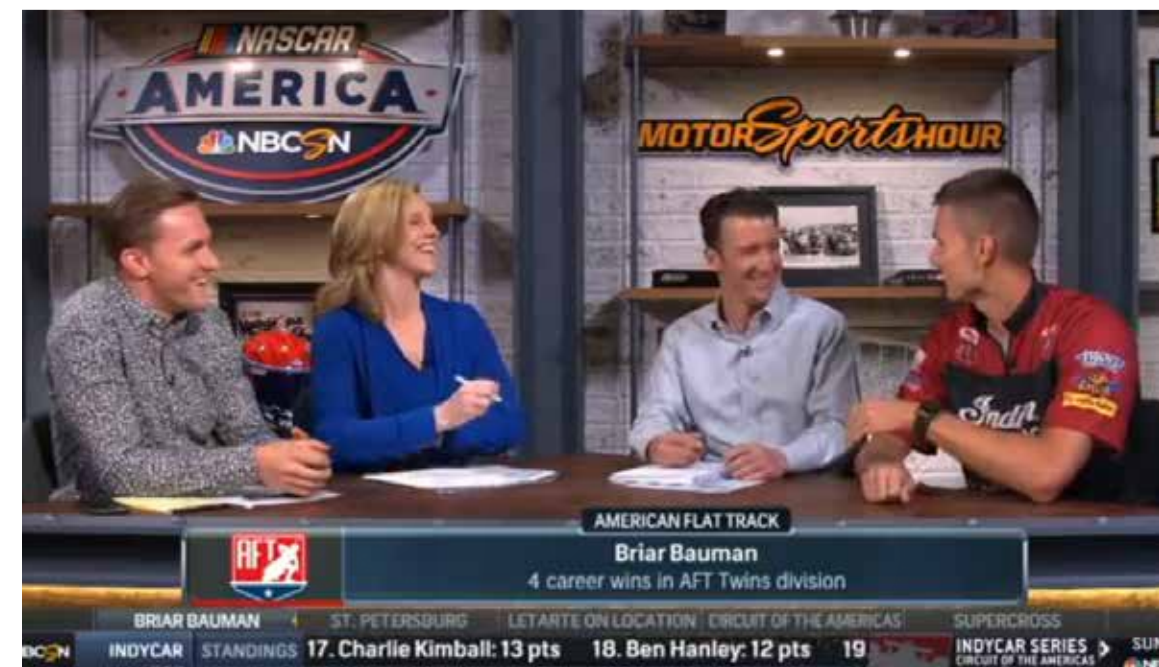 NASCAR
AMERICA
NBCSN
MOTORSportsHOUR
AMERICAN FLAT TRACK
AFT
Briar Bauman
4 career wins in AFT Twins division
BRIAR BAUMAN
ST. PETERSBURG
LETARTE ON LOCATION
CIRCUIT OF THE AMERICAS
SUPERCROSS
INDYCAR
STANDINGS
17. Charlie Kimball: 13 pts
18. Ben Hanley: 12 pts
19
INDYCAR SERIES
CIRCUIT OF THE AMERICAS
SUN